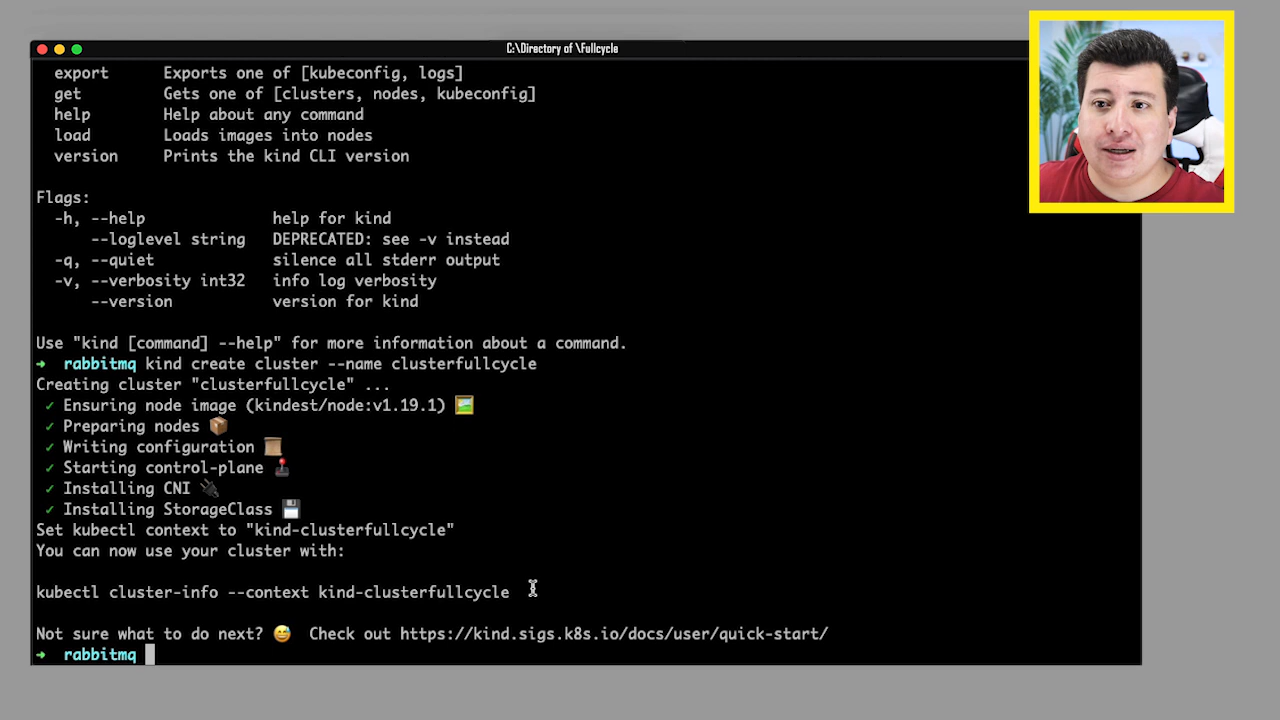 C:\Directory of \Fullcycle
export Exports one of [kubeconfig, logs]
get Gets one of [clusters, nodes, kubeconfig]
help Help about any command
load Loads images into nodes
version Prints the kind CLI version
Flags:
-h, --help help for kind
--loglevel string DEPRECATED: see -v instead
-q, --quiet silence all stderr output
-v, --verbosity int32 info log verbosity
--version version for kind
Use "kind [command] --help" for more information about a command.
➜ rabbitmq kind create cluster --name clusterfullcycle
Creating cluster "clusterfullcycle" ...
✓ Ensuring node image (kindest/node:v1.19.1) 🖼
✓ Preparing nodes 📦
✓ Writing configuration 📜
✓ Starting control-plane 🕹
✓ Installing CNI 🔌
✓ Installing StorageClass 💾
Set kubectl context to "kind-clusterfullcycle"
You can now use your cluster with:
kubectl cluster-info --context kind-clusterfullcycle
Not sure what to do next? 😅 Check out https://kind.sigs.k8s.io/docs/user/quick-start/
➜ rabbitmq